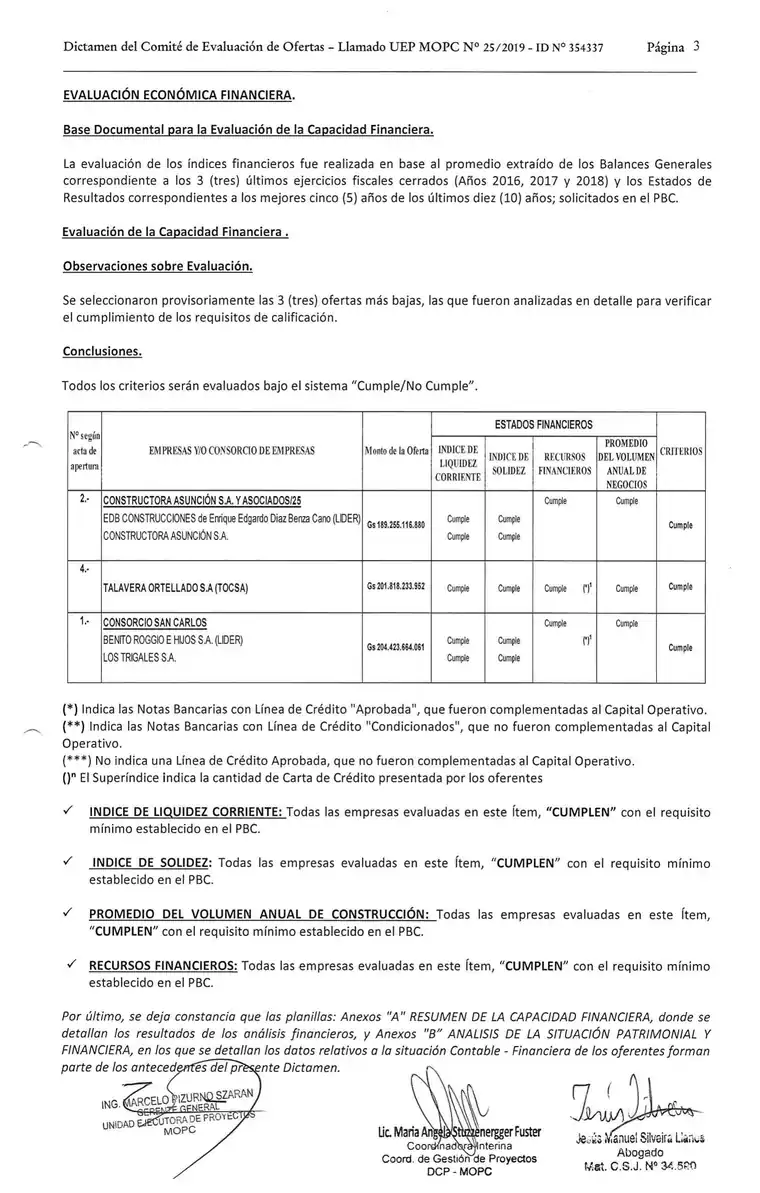 Dictamen del Comité de Evaluación de Ofertas – Llamado UEP MOPC Nº 25/2019 - ID N° 354337 Página 3
EVALUACIÓN ECONÓMICA FINANCIERA.
Base Documental para la Evaluación de la Capacidad Financiera.
La evaluación de los índices financieros fue realizada en base al promedio extraído de los Balances Generales
correspondiente a los 3 (tres) últimos ejercicios fiscales cerrados (Años 2016, 2017 y 2018) y los Estados de
Resultados correspondientes a los mejores cinco (5) años de los últimos diez (10) años; solicitados en el PBC.
Evaluación de la Capacidad Financiera .
Observaciones sobre Evaluación.
Se seleccionaron provisoriamente las 3 (tres) ofertas más bajas, las que fueron analizadas en detalle para verificar
el cumplimiento de los requisitos de calificación.
Conclusiones.
Todos los criterios serán evaluados bajo el sistema "Cumple/No Cumple".
Nº según acta de apertura
EMPRESAS Y/O CONSORCIO DE EMPRESAS
Monto de la Oferta
ESTADOS FINANCIEROS
INDICE DE LIQUIDEZ CORRIENTE
INDICE DE SOLIDEZ
RECURSOS FINANCIEROS
PROMEDIO DEL VOLUMEN ANUAL DE NEGOCIOS
CRITERIOS
2.- CONSTRUCTORA ASUNCIÓN S.A. Y ASOCIADOS/25 Cumple Cumple
EDB CONSTRUCCIONES de Enrique Edgardo Diaz Benza Cano (LIDER) Gs 189.255.116.880 Cumple Cumple Cumple
CONSTRUCTORA ASUNCIÓN S.A. Cumple Cumple
4.-
TALAVERA ORTELLADO S.A (TOCSA) Gs 201.818.233.952 Cumple Cumple Cumple (*)¹ Cumple Cumple
1.- CONSORCIO SAN CARLOS Cumple Cumple
BENITO ROGGIO E HIJOS S.A. (LIDER) Gs 204.423.664.061 Cumple Cumple (*)¹ Cumple
LOS TRIGALES S.A. Cumple Cumple
(*) Indica las Notas Bancarias con Línea de Crédito "Aprobada", que fueron complementadas al Capital Operativo.
(**) Indica las Notas Bancarias con Línea de Crédito "Condicionados", que no fueron complementadas al Capital
Operativo.
(***) No indica una Línea de Crédito Aprobada, que no fueron complementadas al Capital Operativo.
()ⁿ El Superíndice indica la cantidad de Carta de Crédito presentada por los oferentes
✓ INDICE DE LIQUIDEZ CORRIENTE: Todas las empresas evaluadas en este Ítem, "CUMPLEN" con el requisito
mínimo establecido en el PBC.
✓ INDICE DE SOLIDEZ: Todas las empresas evaluadas en este Ítem, "CUMPLEN" con el requisito mínimo
establecido en el PBC.
✓ PROMEDIO DEL VOLUMEN ANUAL DE CONSTRUCCIÓN: Todas las empresas evaluadas en este Ítem,
"CUMPLEN" con el requisito mínimo establecido en el PBC.
✓ RECURSOS FINANCIEROS: Todas las empresas evaluadas en este Ítem, "CUMPLEN" con el requisito mínimo
establecido en el PBC.
Por último, se deja constancia que las planillas: Anexos "A" RESUMEN DE LA CAPACIDAD FINANCIERA, donde se
detallan los resultados de los análisis financieros, y Anexos "B" ANALISIS DE LA SITUACIÓN PATRIMONIAL Y
FINANCIERA, en los que se detallan los datos relativos a la situación Contable - Financiera de los oferentes forman
parte de los antecedentes del presente Dictamen.
ING. MARCELO PIZURNO SZARAN
GERENTE GENERAL
UNIDAD EJECUTORA DE PROYECTOS
MOPC
Lic. Maria Angela Fuster
Coordinadora Interina
Coord. de Gestión de Proyectos
DCP - MOPC
Jesús Manuel Silveira Llanos
Abogado
Mat. C.S.J. Nº 34.520